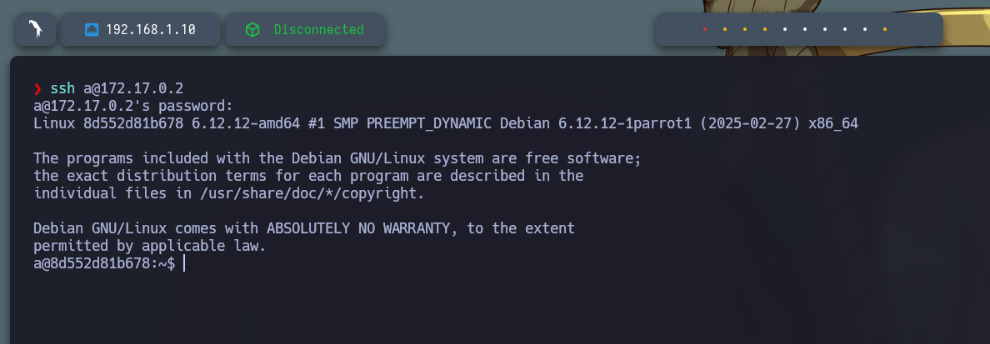 192.168.1.10
Disconnected
❯ ssh a@172.17.0.2
a@172.17.0.2's password:
Linux 8d552d81b678 6.12.12-amd64 #1 SMP PREEMPT_DYNAMIC Debian 6.12.12-1parrot1 (2025-02-27) x86_64
The programs included with the Debian GNU/Linux system are free software;
the exact distribution terms for each program are described in the
individual files in /usr/share/doc/*/copyright.
Debian GNU/Linux comes with ABSOLUTELY NO WARRANTY, to the extent
permitted by applicable law.
a@8d552d81b678:~$